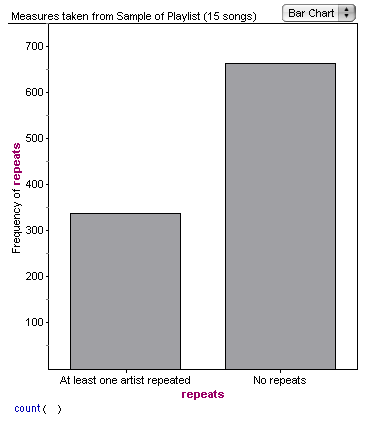 Measures taken from Sample of Playlist (15 songs)
Bar Chart
Frequency of repeats
700
600
500
400
300
200
100
At least one artist repeated
No repeats
repeats
count ( )